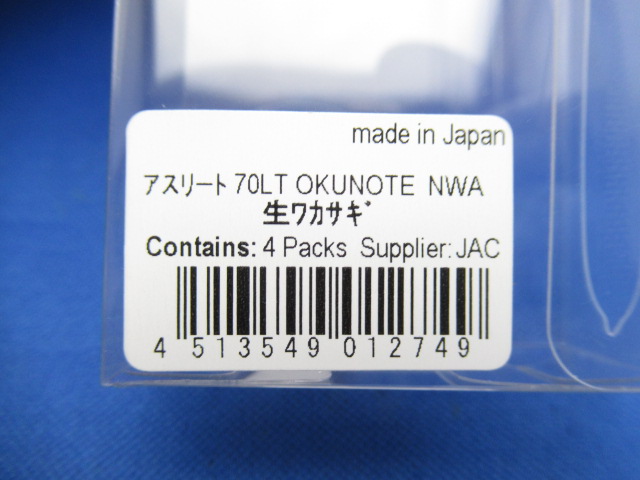 made in Japan
アスリート 70LT OKUNOTE NWA
生ワカサギ
Contains: 4 Packs Supplier: JAC
4 513549 012749